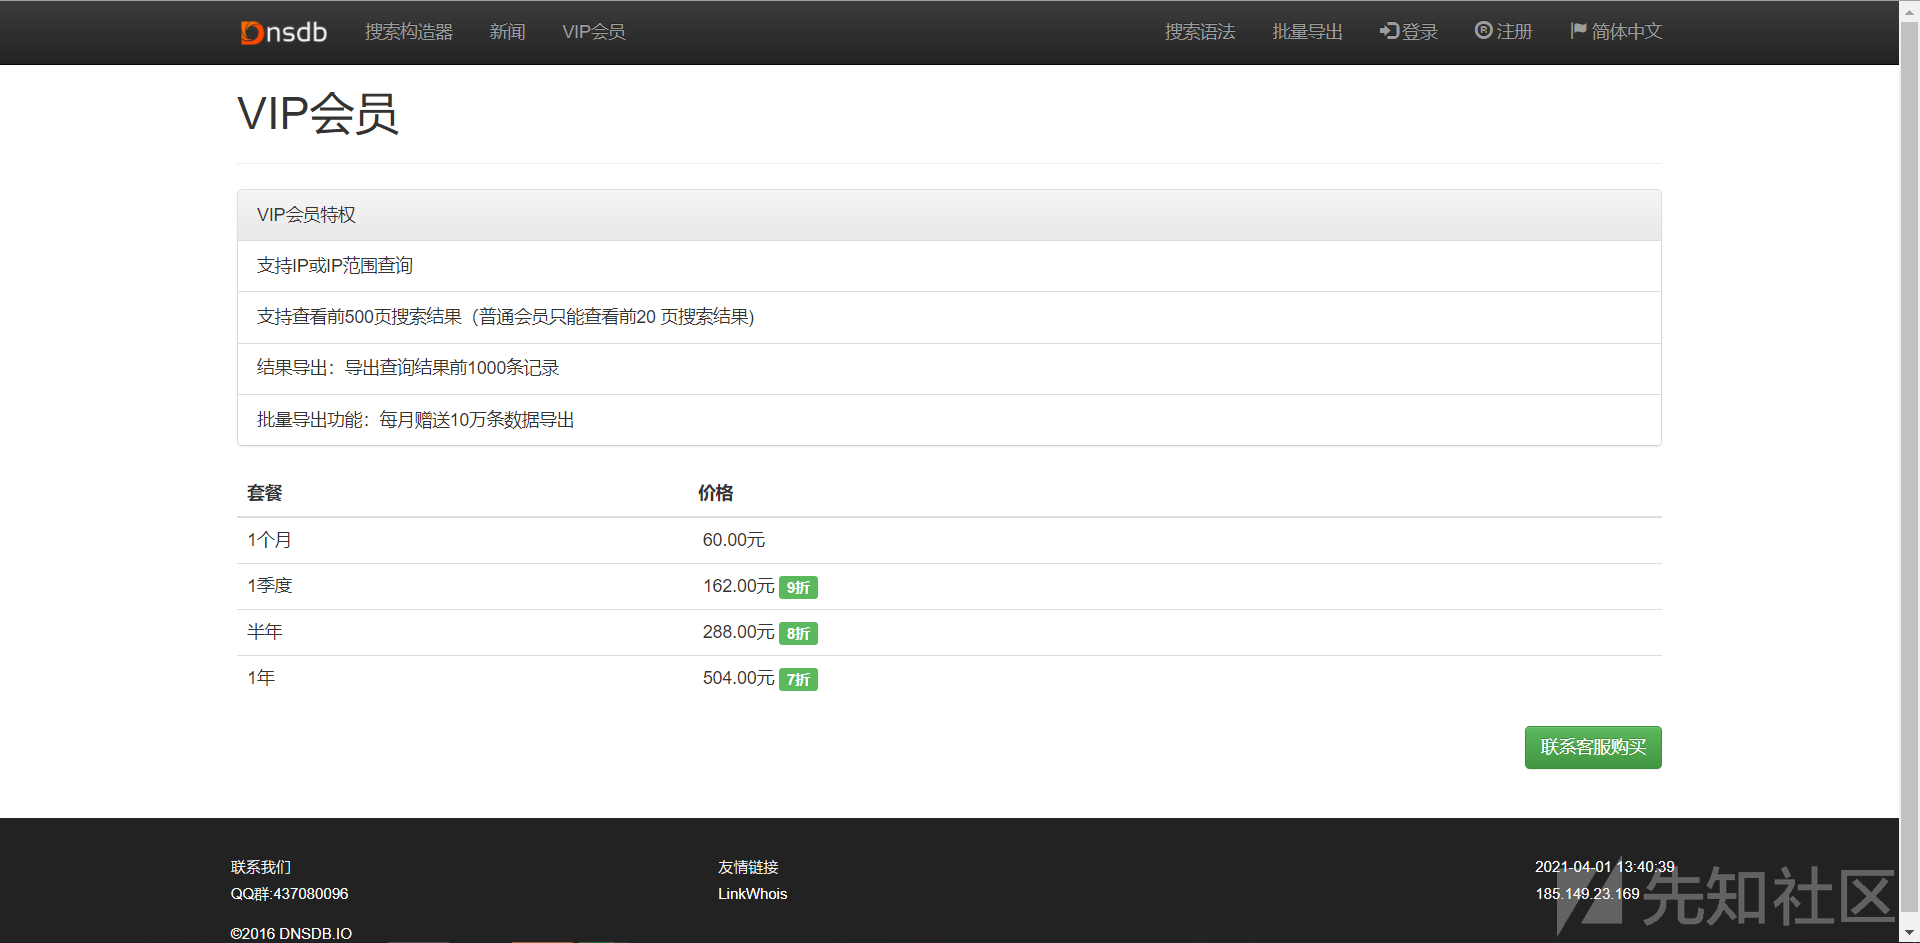 Dnsdb 搜索构造器 新闻 VIP会员 搜索语法 批量导出 登录 ®注册 简体中文
VIP会员
VIP会员特权
支持IP或IP范围查询
支持查看前500页搜索结果（普通会员只能查看前20 页搜索结果)
结果导出：导出查询结果前1000条记录
批量导出功能：每月赠送10万条数据导出
套餐 价格
1个月 60.00元
1季度 162.00元 9折
半年 288.00元 8折
1年 504.00元 7折
联系客服购买
联系我们 友情链接 2021-04-01 13:40:39
QQ群:437080096 LinkWhois 185.149.23.169
先知社区
©2016 DNSDB.IO